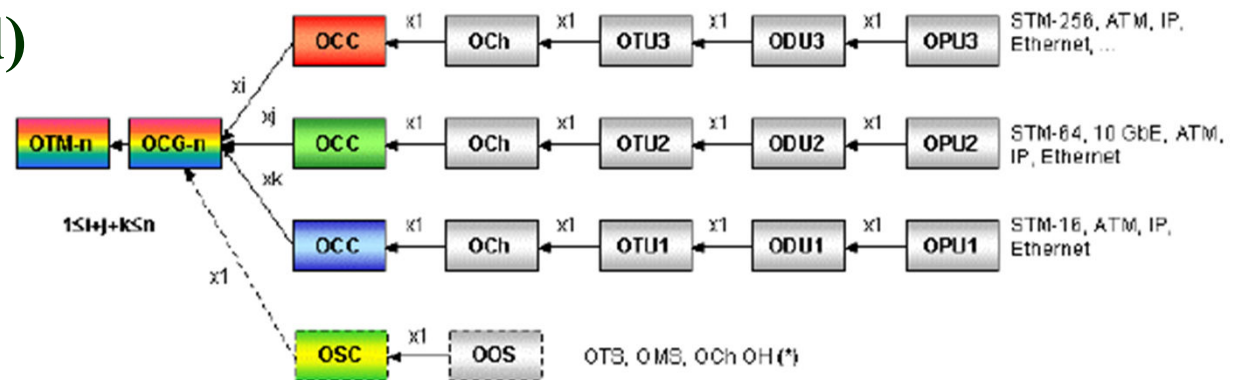 x1 x1 x1 x1
OCC OCh OTU3 ODU3 OPU3
STM-256, ATM, IP,
Ethernet, ...
xi
xj x1 x1 x1 x1
OTM-n OCG-n OCC OCh OTU2 ODU2 OPU2
STM-64, 10 GbE, ATM,
IP, Ethernet
xk
1≤i+j+k≤n
x1 x1 x1 x1
OCC OCh OTU1 ODU1 OPU1
STM-16, ATM, IP,
Ethernet
x1
x1
OSC OOS OTS, OMS, OCh OH (*)